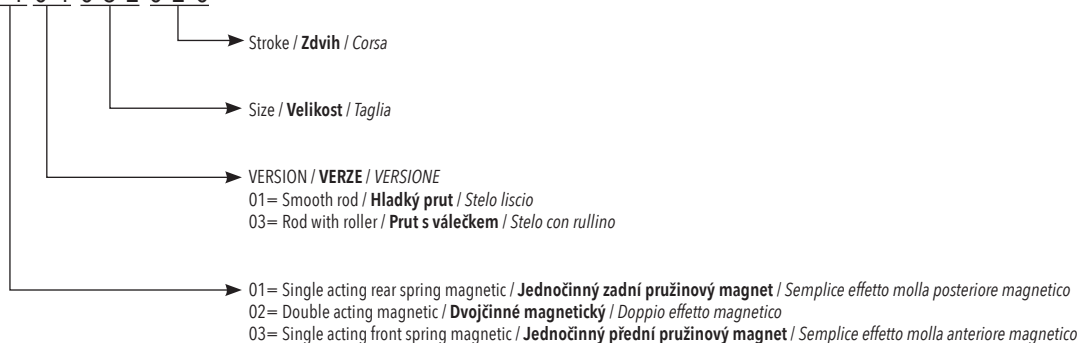 Stroke / Zdvih / Corsa
Size / Velikost / Taglia
VERSION / VERZE / VERSIONE
01= Smooth rod / Hladký prut / Stelo liscio
03= Rod with roller / Prut s válečkem / Stelo con rullino
01= Single acting rear spring magnetic / Jednočinný zadní pružinový magnet / Semplice effetto molla posteriore magnetico
02= Double acting magnetic / Dvojčinné magnetický / Doppio effetto magnetico
03= Single acting front spring magnetic / Jednočinný přední pružinový magnet / Semplice effetto molla anteriore magnetico